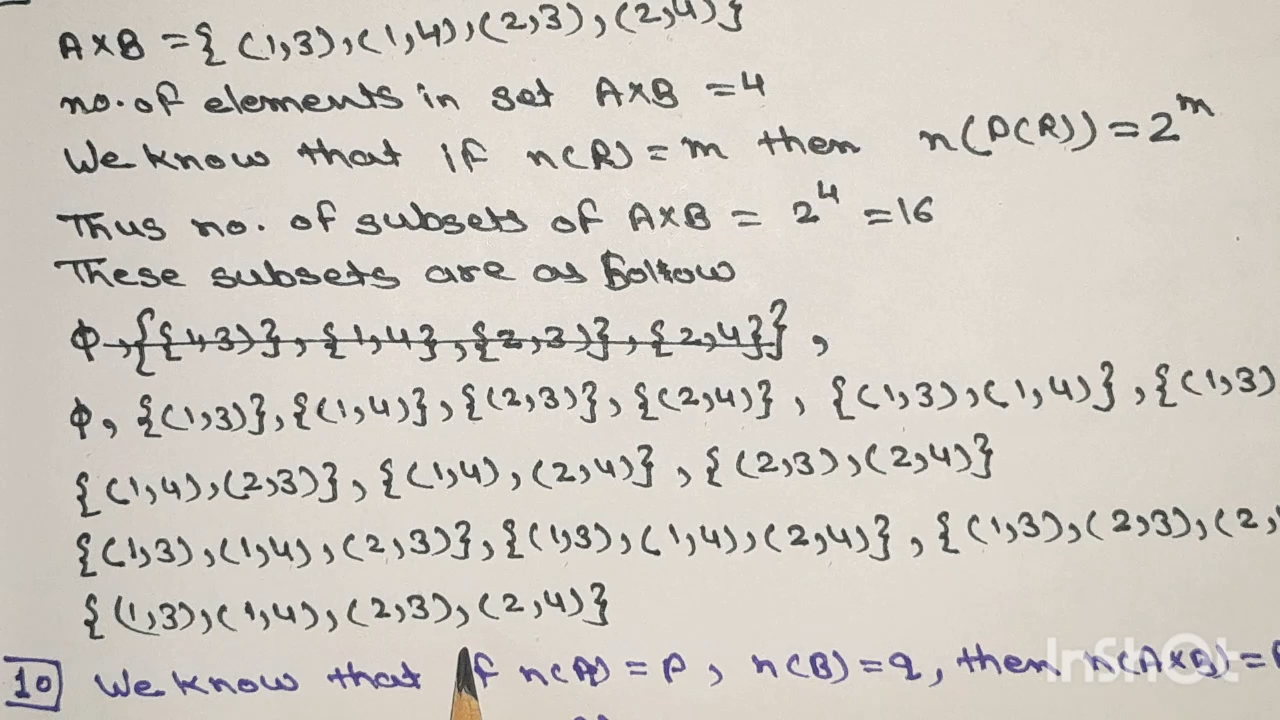 A×B = { (1,3), (1,4), (2,3), (2,4) }
no. of elements in set A×B = 4
We know that if n(R) = m then n(P(R)) = 2^m
Thus no. of subsets of A×B = 2^4 = 16
These subsets are as follow
ϕ, {{1,3)}, {1,4}, {2,3)}, {2,4}},
ϕ, {(1,3)}, {(1,4)}, {(2,3)}, {(2,4)}, {(1,3), (1,4)}, {(1,3)
{(1,4), (2,3)}, {(1,4), (2,4)}, {(2,3), (2,4)}
{(1,3), (1,4), (2,3)}, {(1,3), (1,4), (2,4)}, {(1,3), (2,3), (2,
{(1,3), (1,4), (2,3), (2,4)}
10 We know that if n(A) = p, n(B) = q, then n(A×B) =
InShot